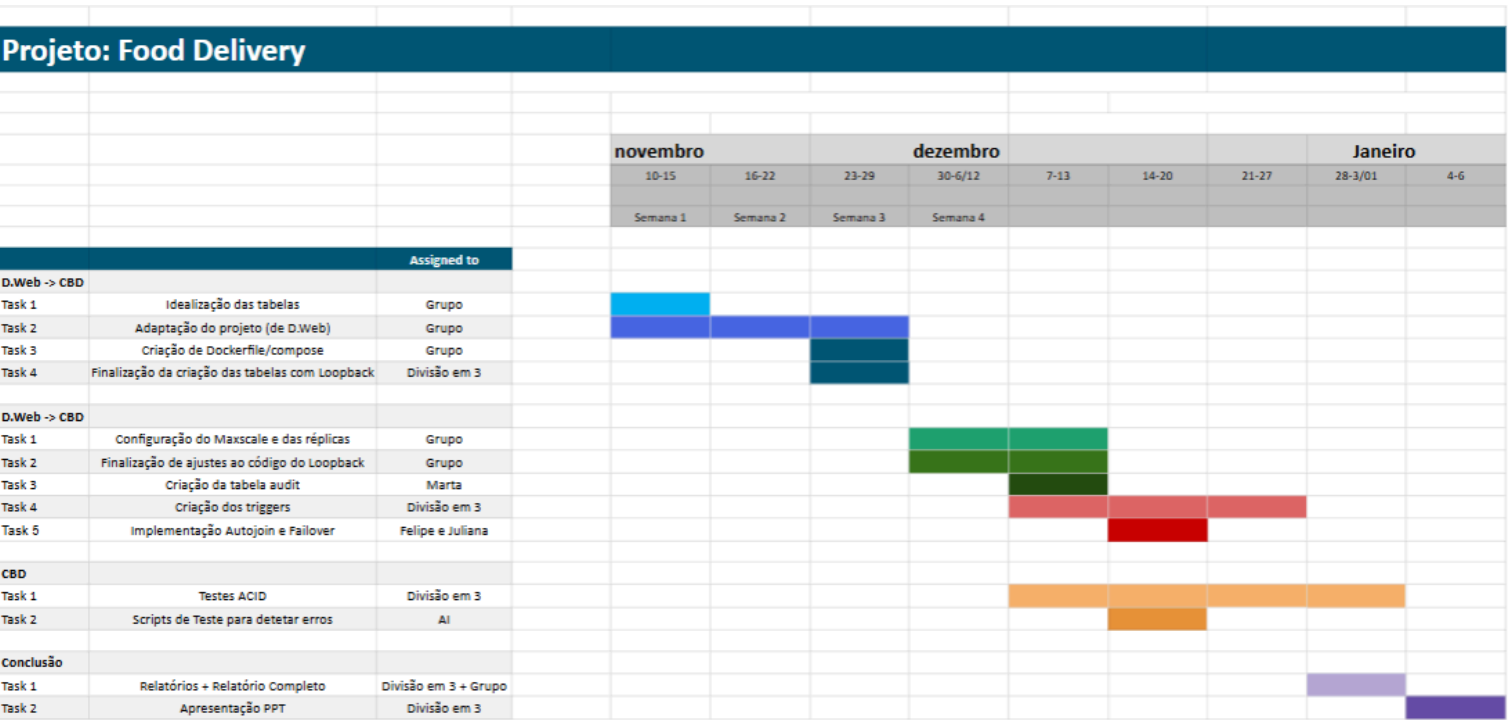 Projeto: Food Delivery
novembro dezembro Janeiro
10-15 16-22 23-29 30-6/12 7-13 14-20 21-27 28-3/01 4-6
Semana 1 Semana 2 Semana 3 Semana 4
Assigned to
D.Web -> CBD
Task 1 Idealização das tabelas Grupo
Task 2 Adaptação do projeto (de D.Web) Grupo
Task 3 Criação de Dockerfile/compose Grupo
Task 4 Finalização da criação das tabelas com Loopback Divisão em 3
D.Web -> CBD
Task 1 Configuração do Maxscale e das réplicas Grupo
Task 2 Finalização de ajustes ao código do Loopback Grupo
Task 3 Criação da tabela audit Marta
Task 4 Criação dos triggers Divisão em 3
Task 5 Implementação Autojoin e Failover Felipe e Juliana
CBD
Task 1 Testes ACID Divisão em 3
Task 2 Scripts de Teste para detetar erros AI
Conclusão
Task 1 Relatórios + Relatório Completo Divisão em 3 + Grupo
Task 2 Apresentação PPT Divisão em 3